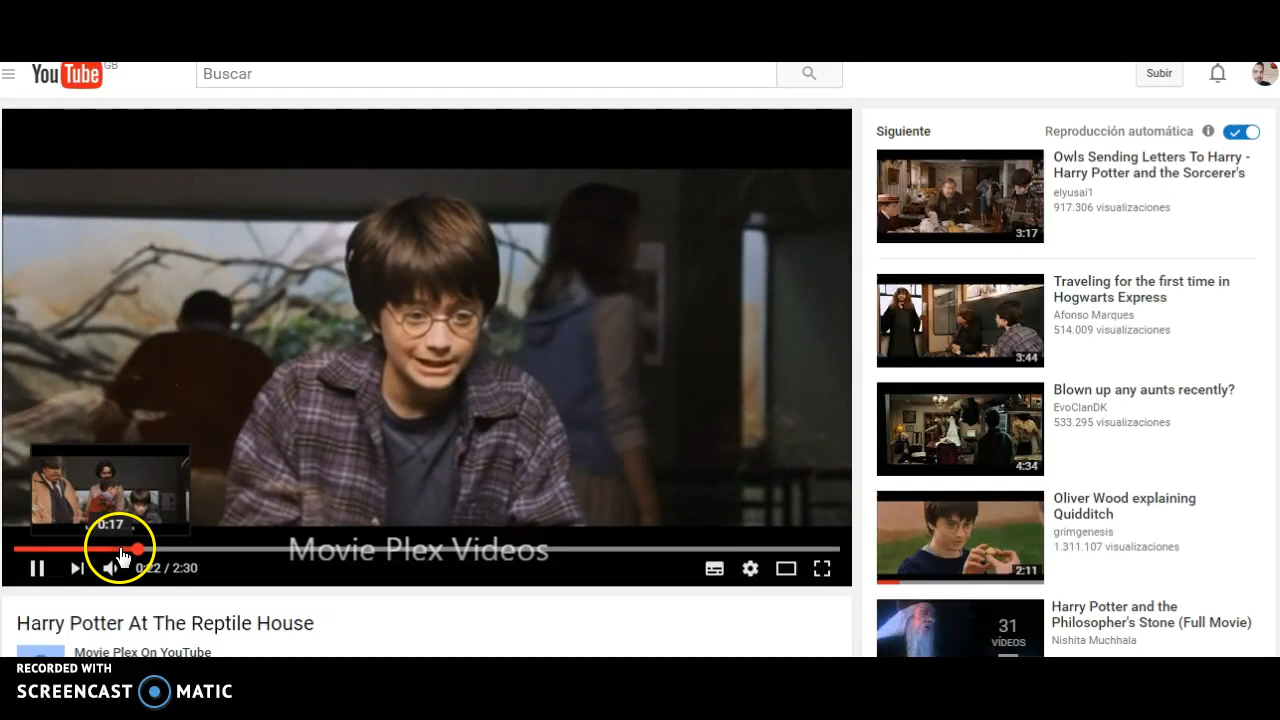 YouTube GB
Buscar
Subir
Siguiente
Reproducción automática
Owls Sending Letters To Harry -
Harry Potter and the Sorcerer's
elyusai1
917.306 visualizaciones
3:17
Traveling for the first time in
Hogwarts Express
Afonso Marques
514.009 visualizaciones
3:44
Blown up any aunts recently?
EvoClanDK
533.295 visualizaciones
4:34
Oliver Wood explaining
Quidditch
grimgenesis
1.311.107 visualizaciones
2:11
Harry Potter and the
Philosopher's Stone (Full Movie)
Nishita Muchhala
31
VÍDEOS
0:17
Movie Plex Videos
0:22 / 2:30
Harry Potter At The Reptile House
Movie Plex On YouTube
RECORDED WITH
SCREENCAST MATIC